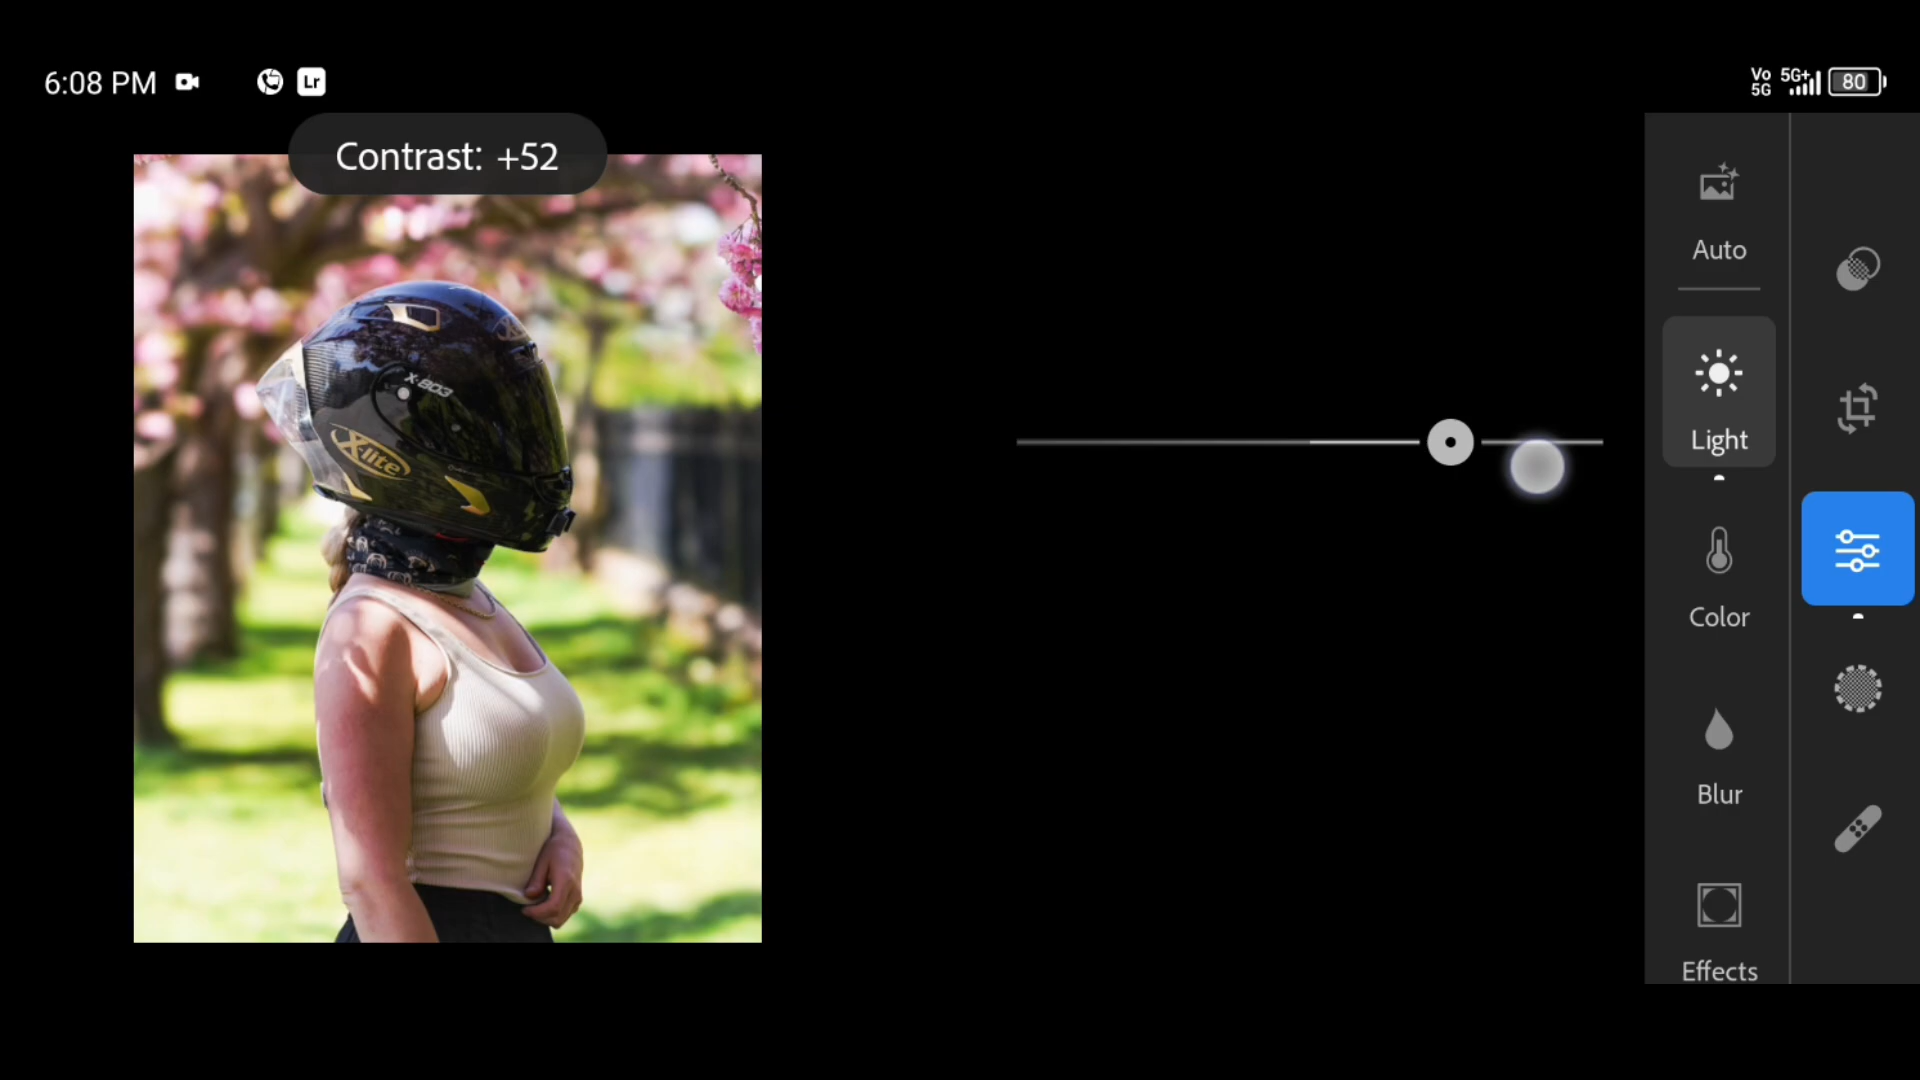 6:08 PM
Lr
Vo 5G
5G+
80
Contrast: +52
Auto
X-803
Light
X-lite
Color
Blur
Effects